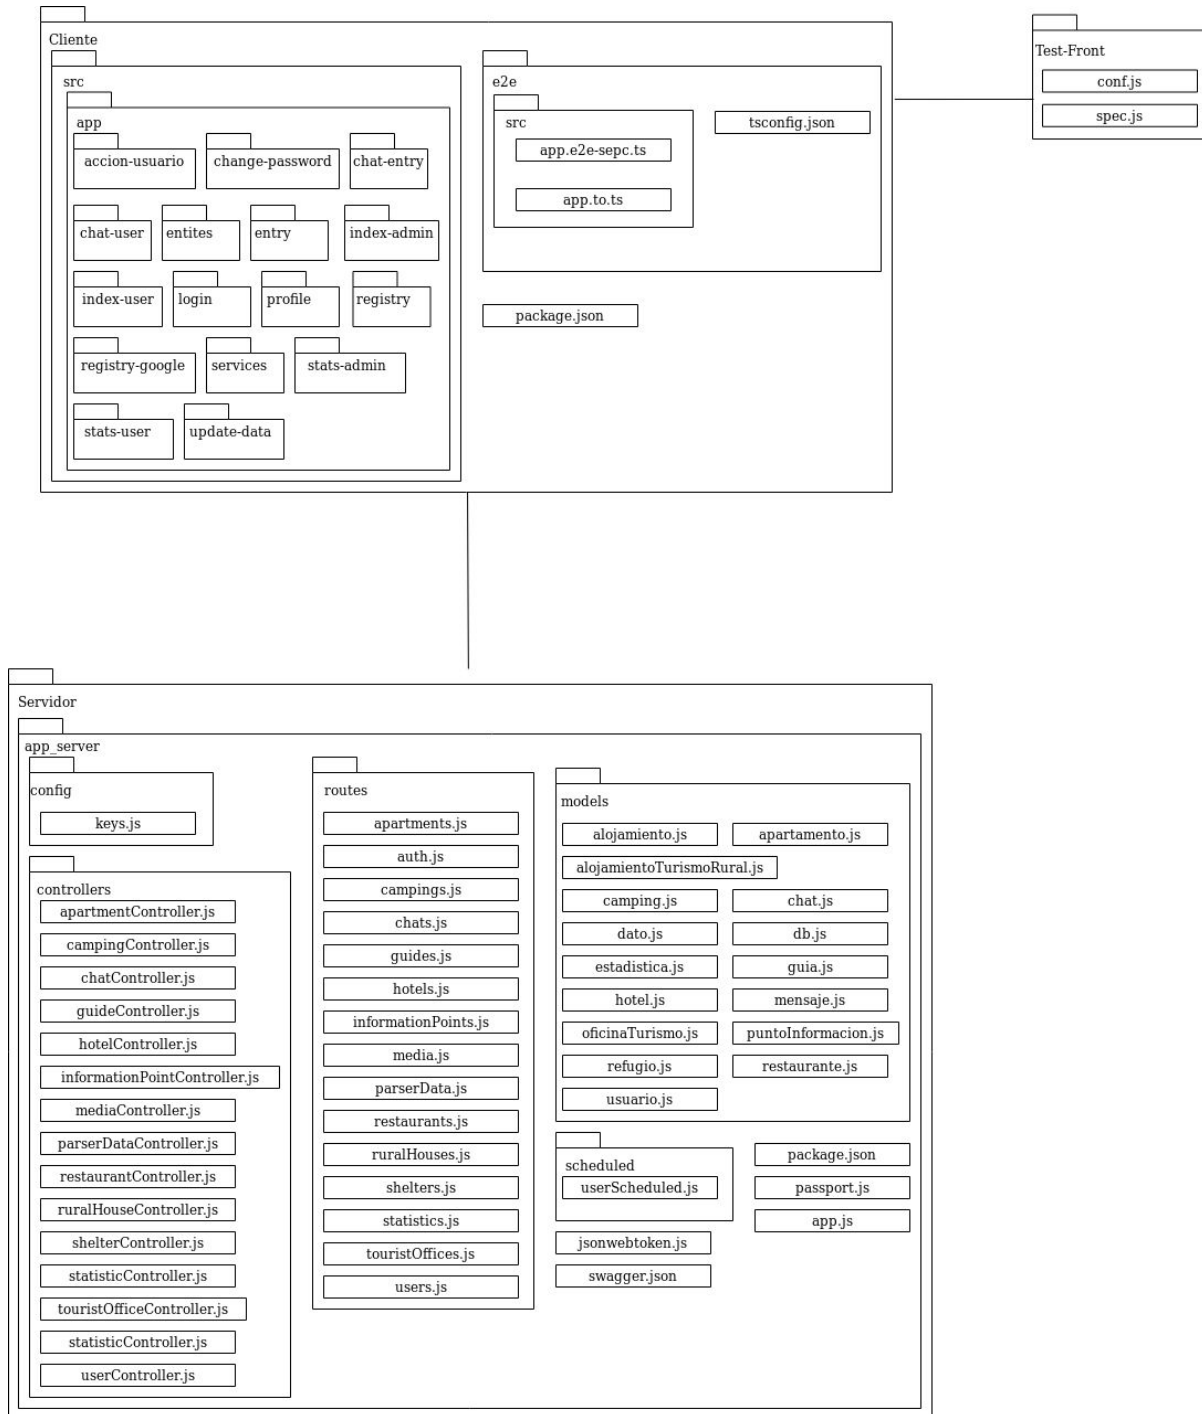 Cliente
src
app
accion-usuario
change-password
chat-entry
chat-user
entites
entry
index-admin
index-user
login
profile
registry
registry-google
services
stats-admin
stats-user
update-data
e2e
src
app.e2e-sepc.ts
app.to.ts
tsconfig.json
package.json
Test-Front
conf.js
spec.js
Servidor
app_server
config
keys.js
controllers
apartmentController.js
campingController.js
chatController.js
guideController.js
hotelController.js
informationPointController.js
mediaController.js
parserDataController.js
restaurantController.js
ruralHouseController.js
shelterController.js
statisticController.js
touristOfficeController.js
statisticController.js
userController.js
routes
apartments.js
auth.js
campings.js
chats.js
guides.js
hotels.js
informationPoints.js
media.js
parserData.js
restaurants.js
ruralHouses.js
shelters.js
statistics.js
touristOffices.js
users.js
models
alojamiento.js
apartamento.js
alojamientoTurismoRural.js
camping.js
chat.js
dato.js
db.js
estadistica.js
guia.js
hotel.js
mensaje.js
oficinaTurismo.js
puntoInformacion.js
refugio.js
restaurante.js
usuario.js
scheduled
userScheduled.js
package.json
passport.js
app.js
jsonwebtoken.js
swagger.json